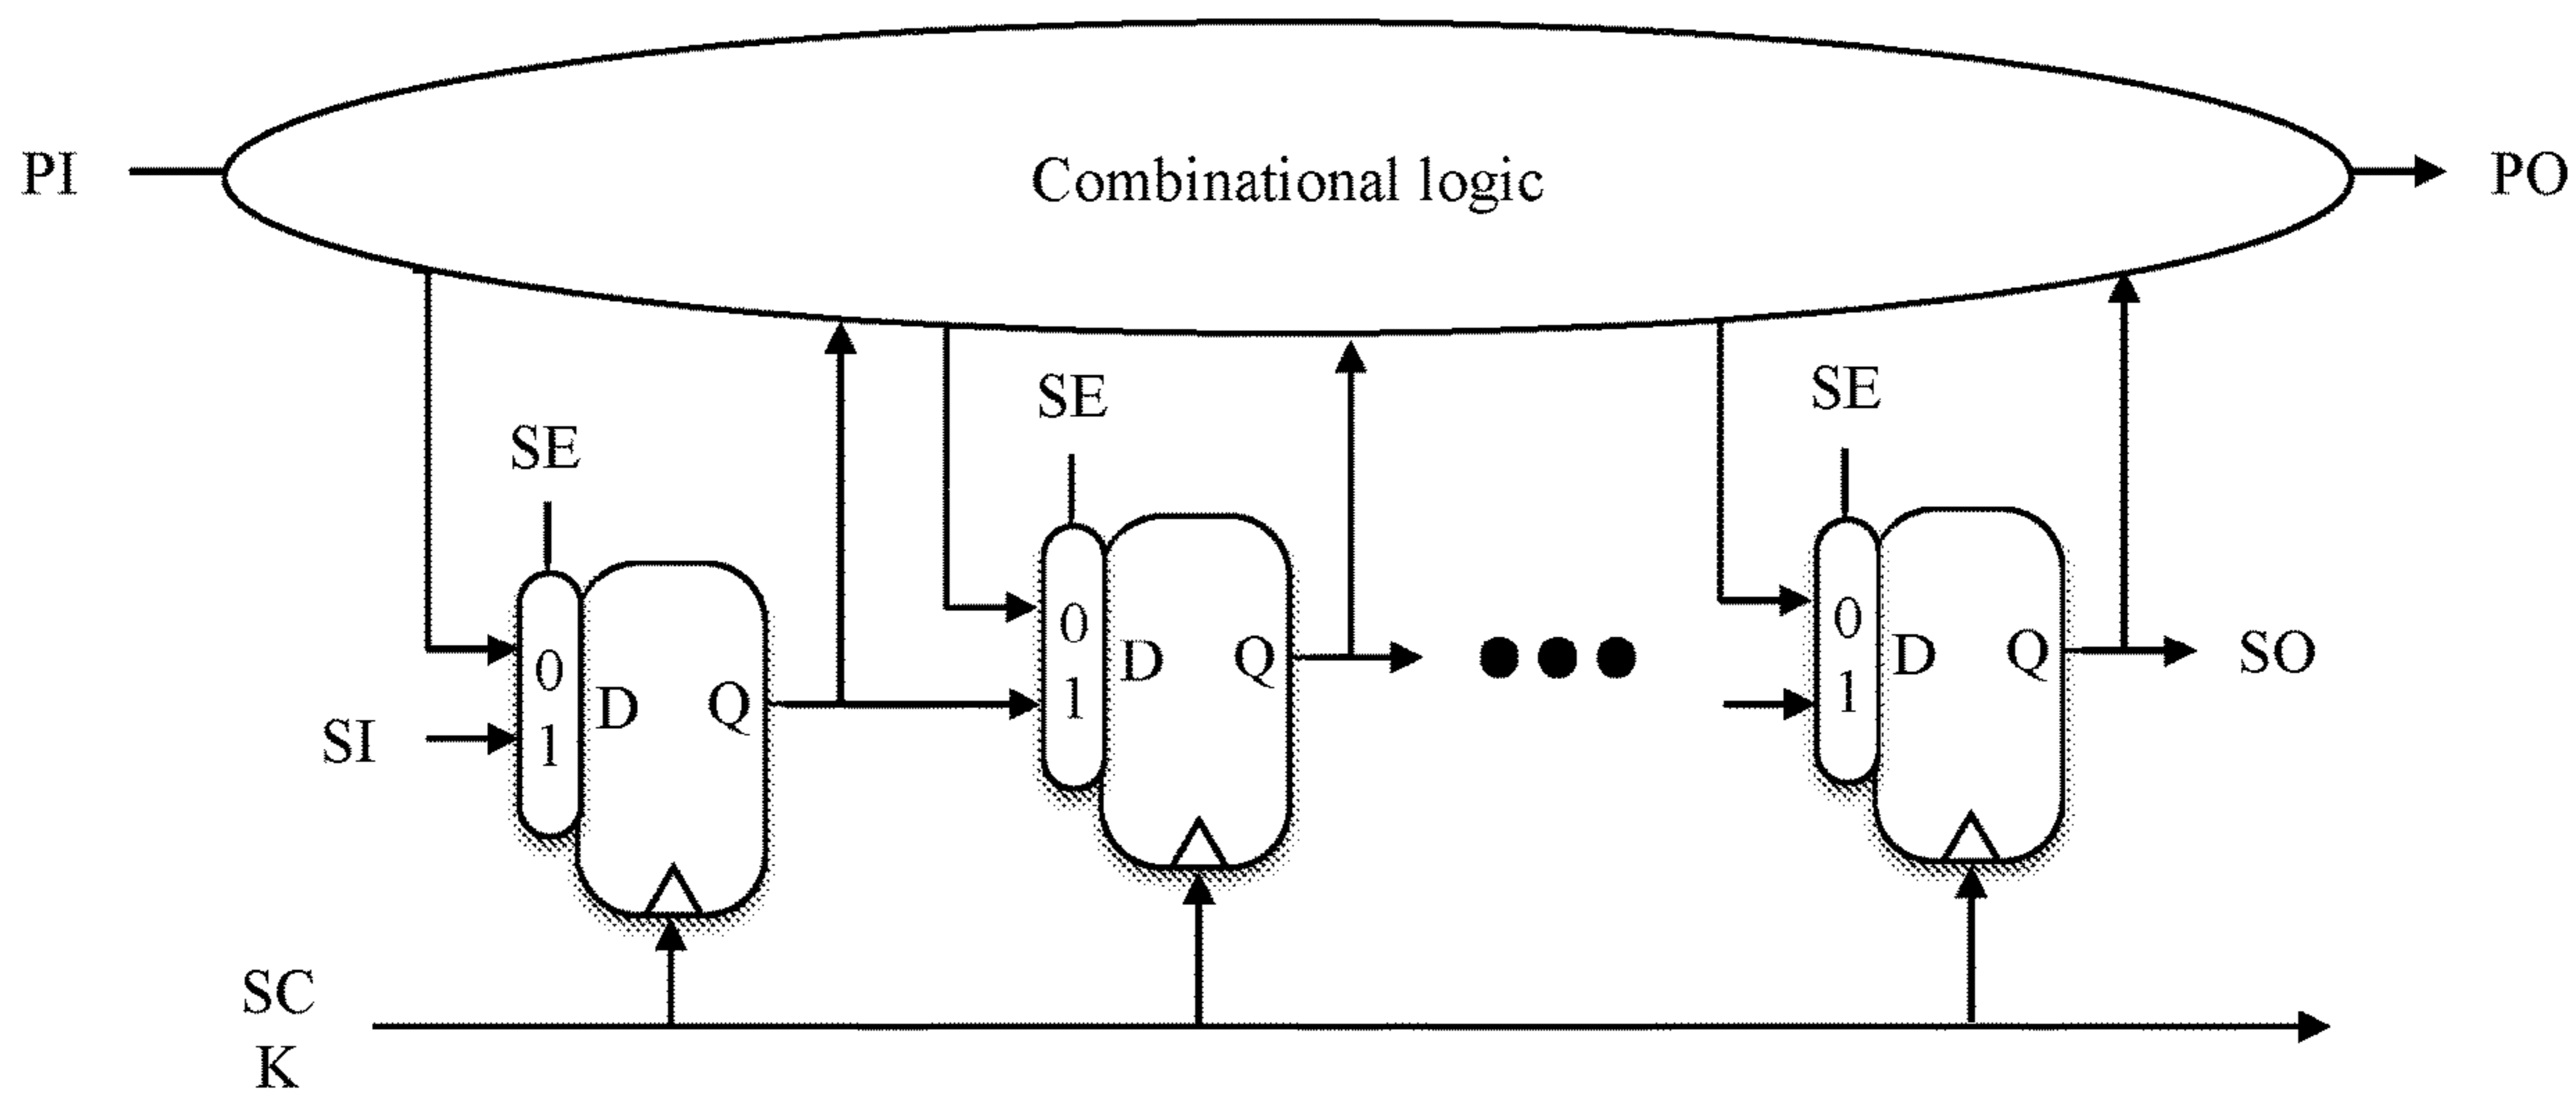 PI
Combinational logic
PO
SE
SE
SE
0
1
D
Q
0
1
D
Q
0
1
D
Q
SI
SO
SC
K